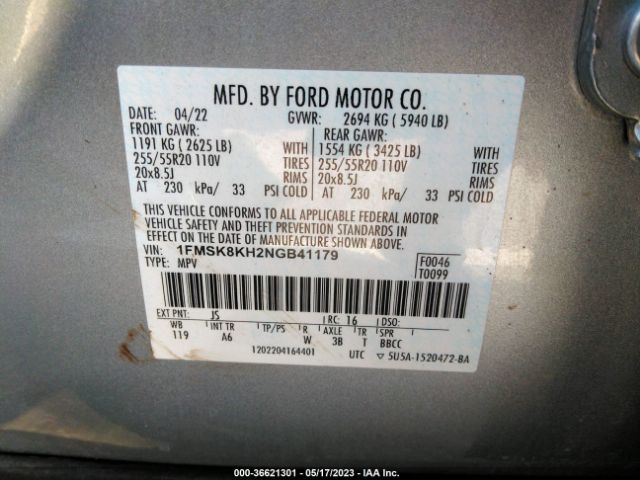 MFD. BY FORD MOTOR CO.
DATE: 04/22 GVWR: 2694 KG ( 5940 LB)
FRONT GAWR: REAR GAWR:
1191 KG ( 2625 LB) WITH 1554 KG ( 3425 LB) WITH
255/55R20 110V TIRES 255/55R20 110V TIRES
20x8.5J RIMS 20x8.5J RIMS
AT 230 kPa/ 33 PSI COLD AT 230 kPa/ 33 PSI COLD
THIS VEHICLE CONFORMS TO ALL APPLICABLE FEDERAL MOTOR
VEHICLE SAFETY AND THEFT PREVENTION STANDARDS IN
EFFECT ON THE DATE OF MANUFACTURE SHOWN ABOVE.
VIN: 1FMSK8KH2NGB41179 F0046
TYPE: MPV T0099
EXT PNT: JS RC: 16 DSO:
WB INT TR TP/PS R AXLE TR SPR
119 A6 W 3B T BBCC
1202204164401 UTC ▽ 5U5A-1520472-BA
000-36621301 - 05/17/2023 - IAA Inc.